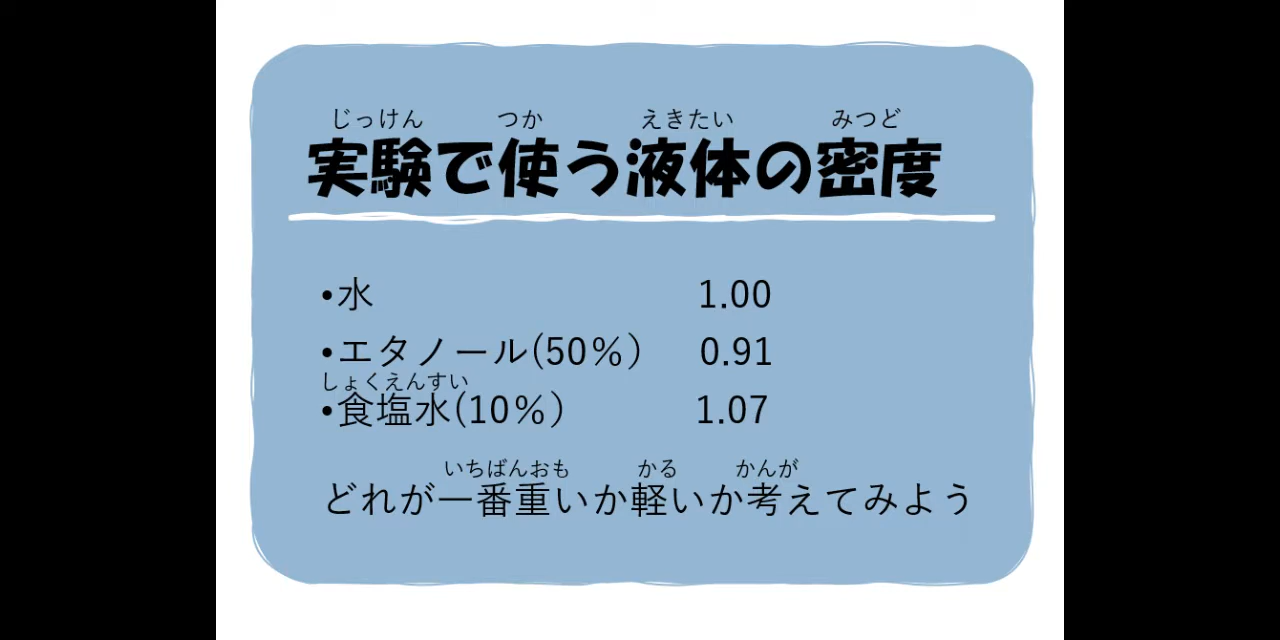 じっけん つか えきたい みつど
実験で使う液体の密度
•水 1.00
•エタノール(50%) 0.91
しょくえんすい
•食塩水(10%) 1.07
いちばんおも かる かんが
どれが一番重いか軽いか考えてみよう